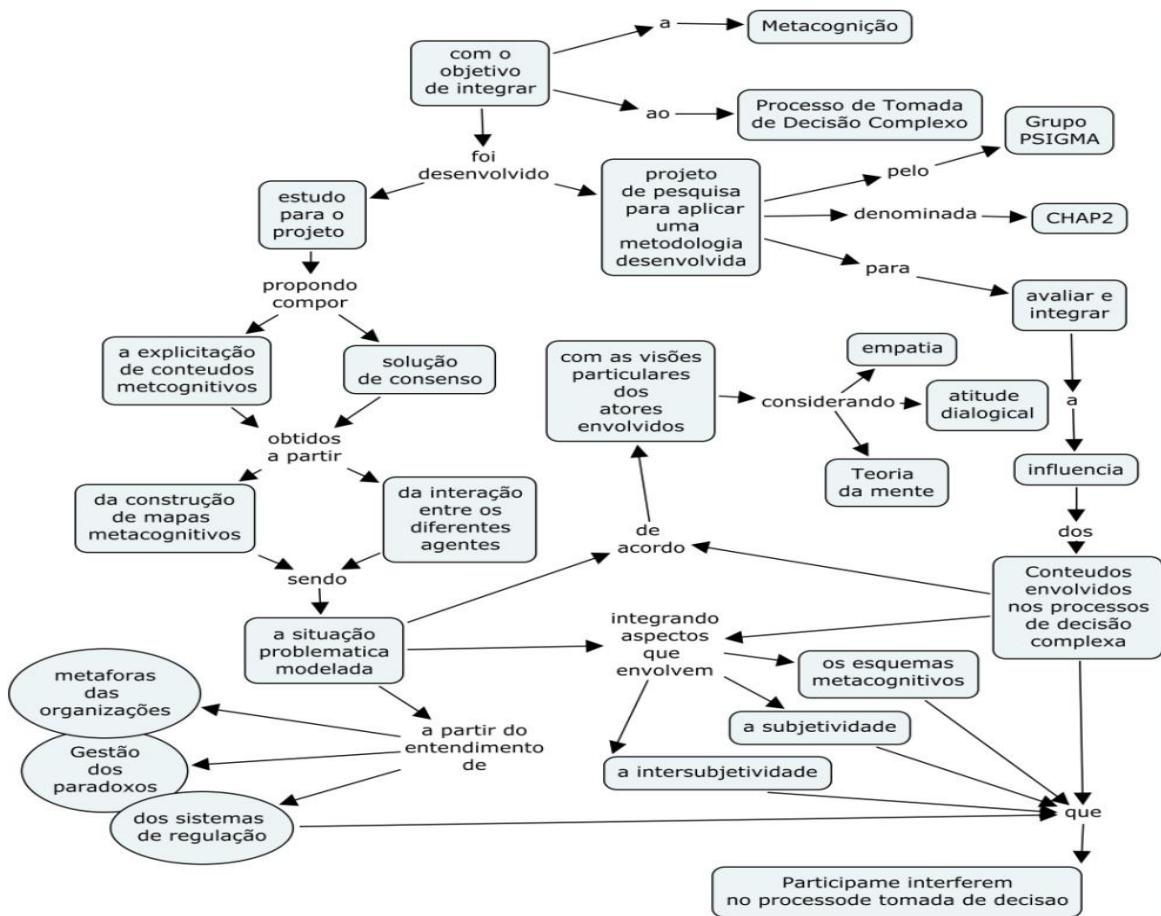 a
Metacognição
com o
objetivo
de integrar
ao
Processo de Tomada
de Decisão Complexo
Grupo
PSIGMA
foi
desenvolvido
pelo
estudo
para o
projeto
projeto
de pesquisa
para aplicar
uma
metodologia
desenvolvida
denominada
CHAP2
para
propondo
compor
avaliar e
integrar
a explicitação
de conteudos
metcognitivos
solução
de consenso
com as visões
particulares
dos
atores
envolvidos
empatia
considerando
atitude
dialogical
a
Teoria
da mente
influencia
obtidos
a partir
da construção
de mapas
metacognitivos
da interação
entre os
diferentes
agentes
de
acordo
dos
sendo
Conteudos
envolvidos
nos processos
de decisão
complexa
a situação
problematica
modelada
integrando
aspectos
que
envolvem
os esquemas
metacognitivos
metaforas
das
organizações
a partir do
entendimento
de
a subjetividade
Gestão
dos
paradoxos
a intersubjetividade
dos sistemas
de regulação
que
Participame interferem
no processode tomada de decisao